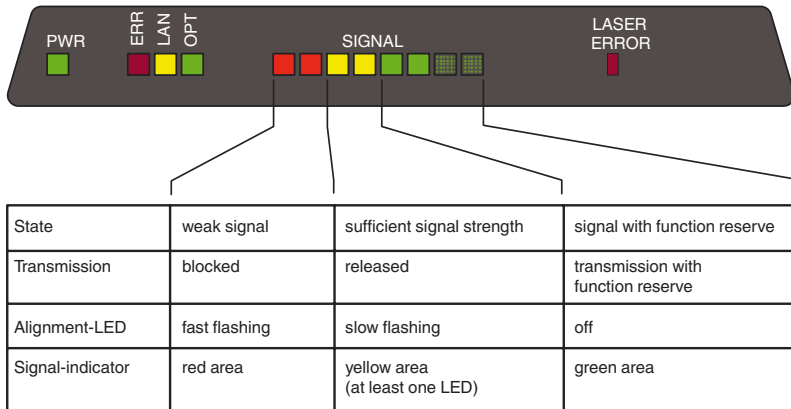 PWR
ERR
LAN
OPT
SIGNAL
LASER
ERROR
State
weak signal
sufficient signal strength
signal with function reserve
Transmission
blocked
released
transmission with
function reserve
Alignment-LED
fast flashing
slow flashing
off
Signal-indicator
red area
yellow area
(at least one LED)
green area